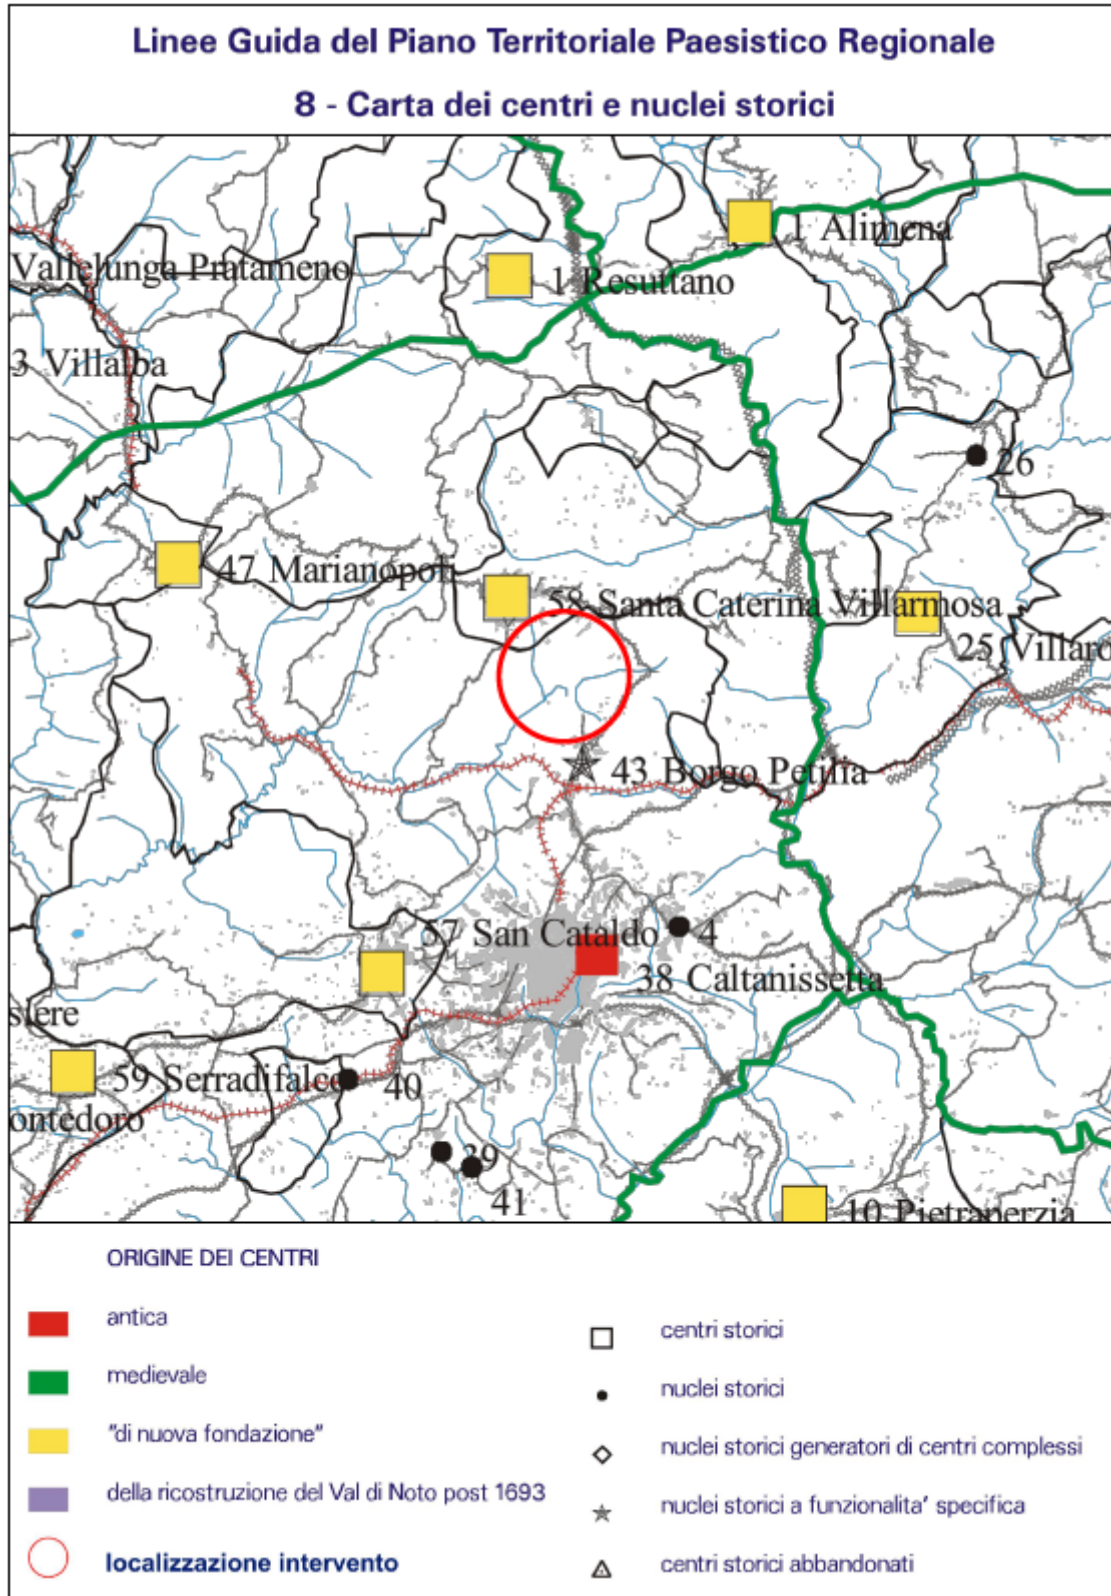 Linee Guida del Piano Territoriale Paesistico Regionale
8 - Carta dei centri e nuclei storici
1 Alimena
Vallelunga Pratameno
1 Resuttano
3 Villalba
26
47 Marianopoli
58 Santa Caterina Villarmosa
25 Villaro
43 Borgo Petilia
57 San Cataldo
4
38 Caltanissetta
stere
59 Serradifalco
40
ontedoro
39
41
10 Pietraperzia
ORIGINE DEI CENTRI
antica
centri storici
medievale
nuclei storici
"di nuova fondazione"
nuclei storici generatori di centri complessi
della ricostruzione del Val di Noto post 1693
nuclei storici a funzionalita' specifica
localizzazione intervento
centri storici abbandonati